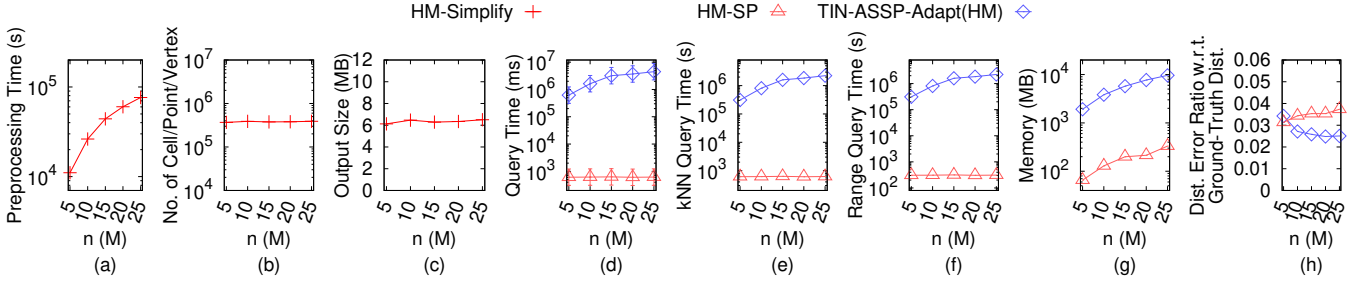 HM-Simplify HM-SP TIN-ASSP-Adapt(HM)
Preprocessing Time (s)
10^5
10^4
5 10 15 20 25
n (M)
(a)
No. of Cell/Point/Vertex
10^7
10^6
10^5
10^4
5 10 15 20 25
n (M)
(b)
Output Size (MB)
12
10
8
6
4
2
0
5 10 15 20 25
n (M)
(c)
Query Time (ms)
10^7
10^6
10^5
10^4
10^3
5 10 15 20 25
n (M)
(d)
kNN Query Time (s)
10^6
10^5
10^4
10^3
5 10 15 20 25
n (M)
(e)
Range Query Time (s)
10^6
10^5
10^4
10^3
10^2
5 10 15 20 25
n (M)
(f)
Memory (MB)
10^4
10^3
10^2
5 10 15 20 25
n (M)
(g)
Dist. Error Ratio w.r.t.
Ground-Truth Dist.
0.06
0.05
0.04
0.03
0.02
0.01
0
5 10 15 20 25
n (M)
(h)